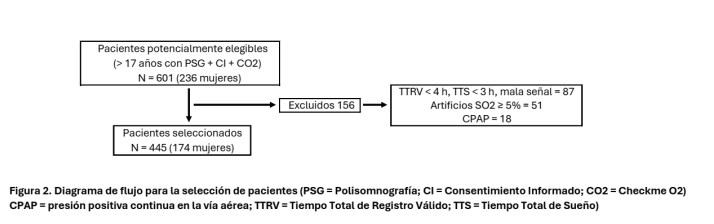 Pacientes potencialmente elegibles
(> 17 años con PSG + CI + CO2)
N = 601 (236 mujeres)
Excluidos 156
TTRV < 4 h, TTS < 3 h, mala señal = 87
Artificios SO2 ≥ 5% = 51
CPAP = 18
Pacientes seleccionados
N = 445 (174 mujeres)
Figura 2. Diagrama de flujo para la selección de pacientes (PSG = Polisomnografía; CI = Consentimiento Informado; CO2 = Checkme O2)
CPAP = presión positiva continua en la vía aérea; TTRV = Tiempo Total de Registro Válido; TTS = Tiempo Total de Sueño)